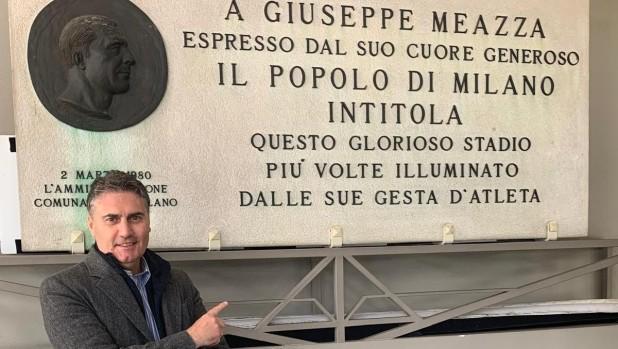 A GIUSEPPE MEAZZA
ESPRESSO DAL SUO CUORE GENEROSO
IL POPOLO DI MILANO
INTITOLA
QUESTO GLORIOSO STADIO
PIU' VOLTE ILLUMINATO
DALLE SUE GESTA D'ATLETA
2 1980
L'